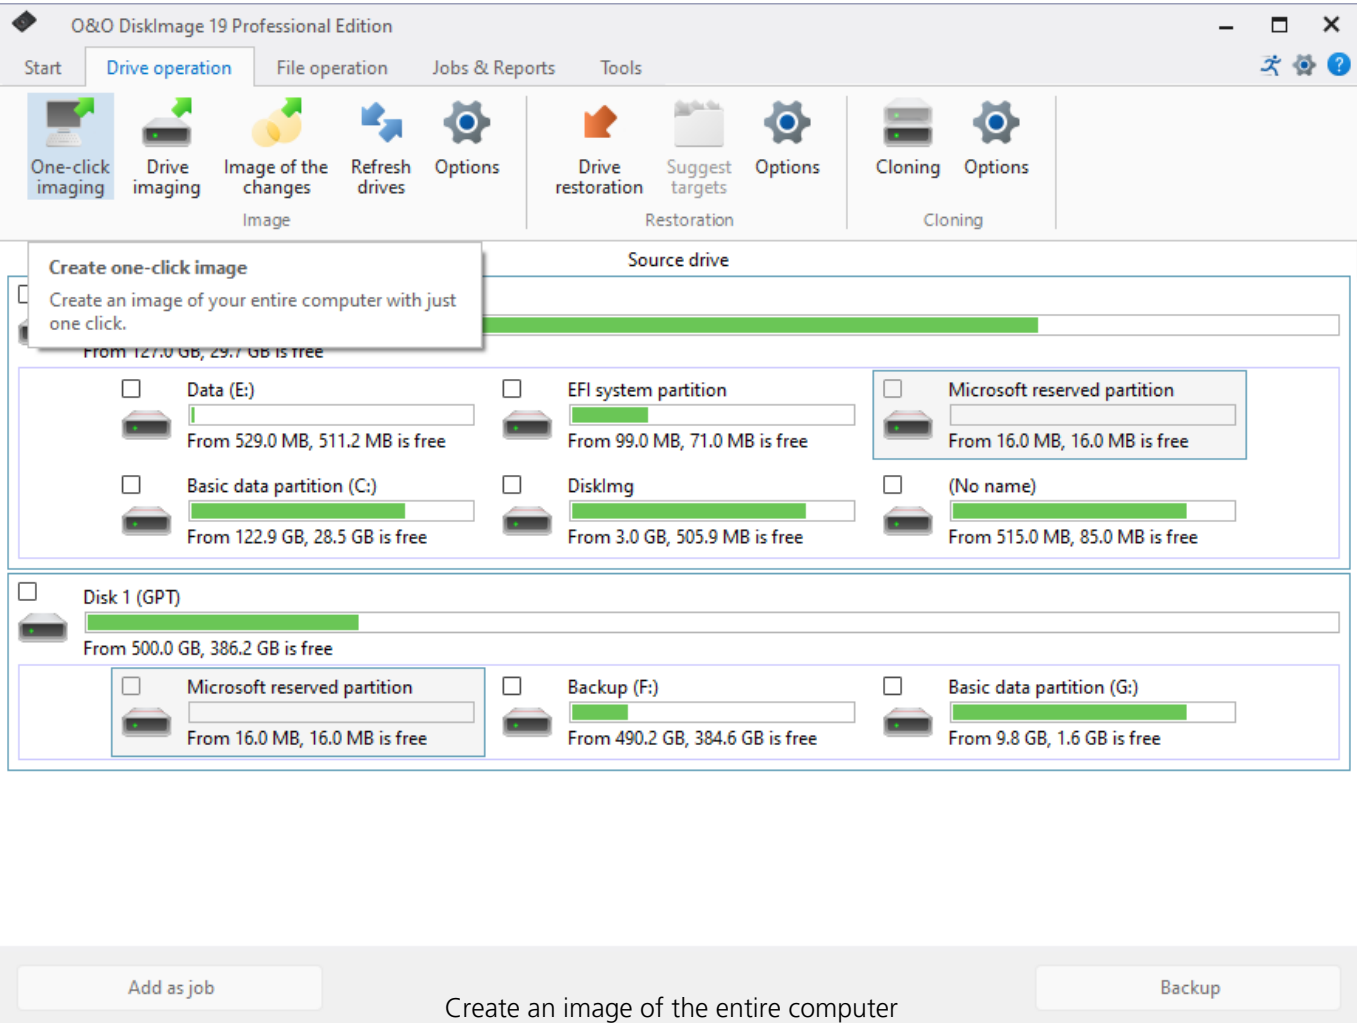 O&O DiskImage 19 Professional Edition
Start Drive operation File operation Jobs & Reports Tools
One-click imaging
Drive imaging
Image of the changes
Refresh drives
Options
Drive restoration
Suggest targets
Options
Cloning
Options
Image
Restoration
Cloning
Source drive
Create one-click image
Create an image of your entire computer with just
one click.
From 127.0 GB, 29.7 GB is free
Data (E:)
From 529.0 MB, 511.2 MB is free
EFI system partition
From 99.0 MB, 71.0 MB is free
Microsoft reserved partition
From 16.0 MB, 16.0 MB is free
Basic data partition (C:)
From 122.9 GB, 28.5 GB is free
DiskImg
From 3.0 GB, 505.9 MB is free
(No name)
From 515.0 MB, 85.0 MB is free
Disk 1 (GPT)
From 500.0 GB, 386.2 GB is free
Microsoft reserved partition
From 16.0 MB, 16.0 MB is free
Backup (F:)
From 490.2 GB, 384.6 GB is free
Basic data partition (G:)
From 9.8 GB, 1.6 GB is free
Add as job
Backup
Create an image of the entire computer